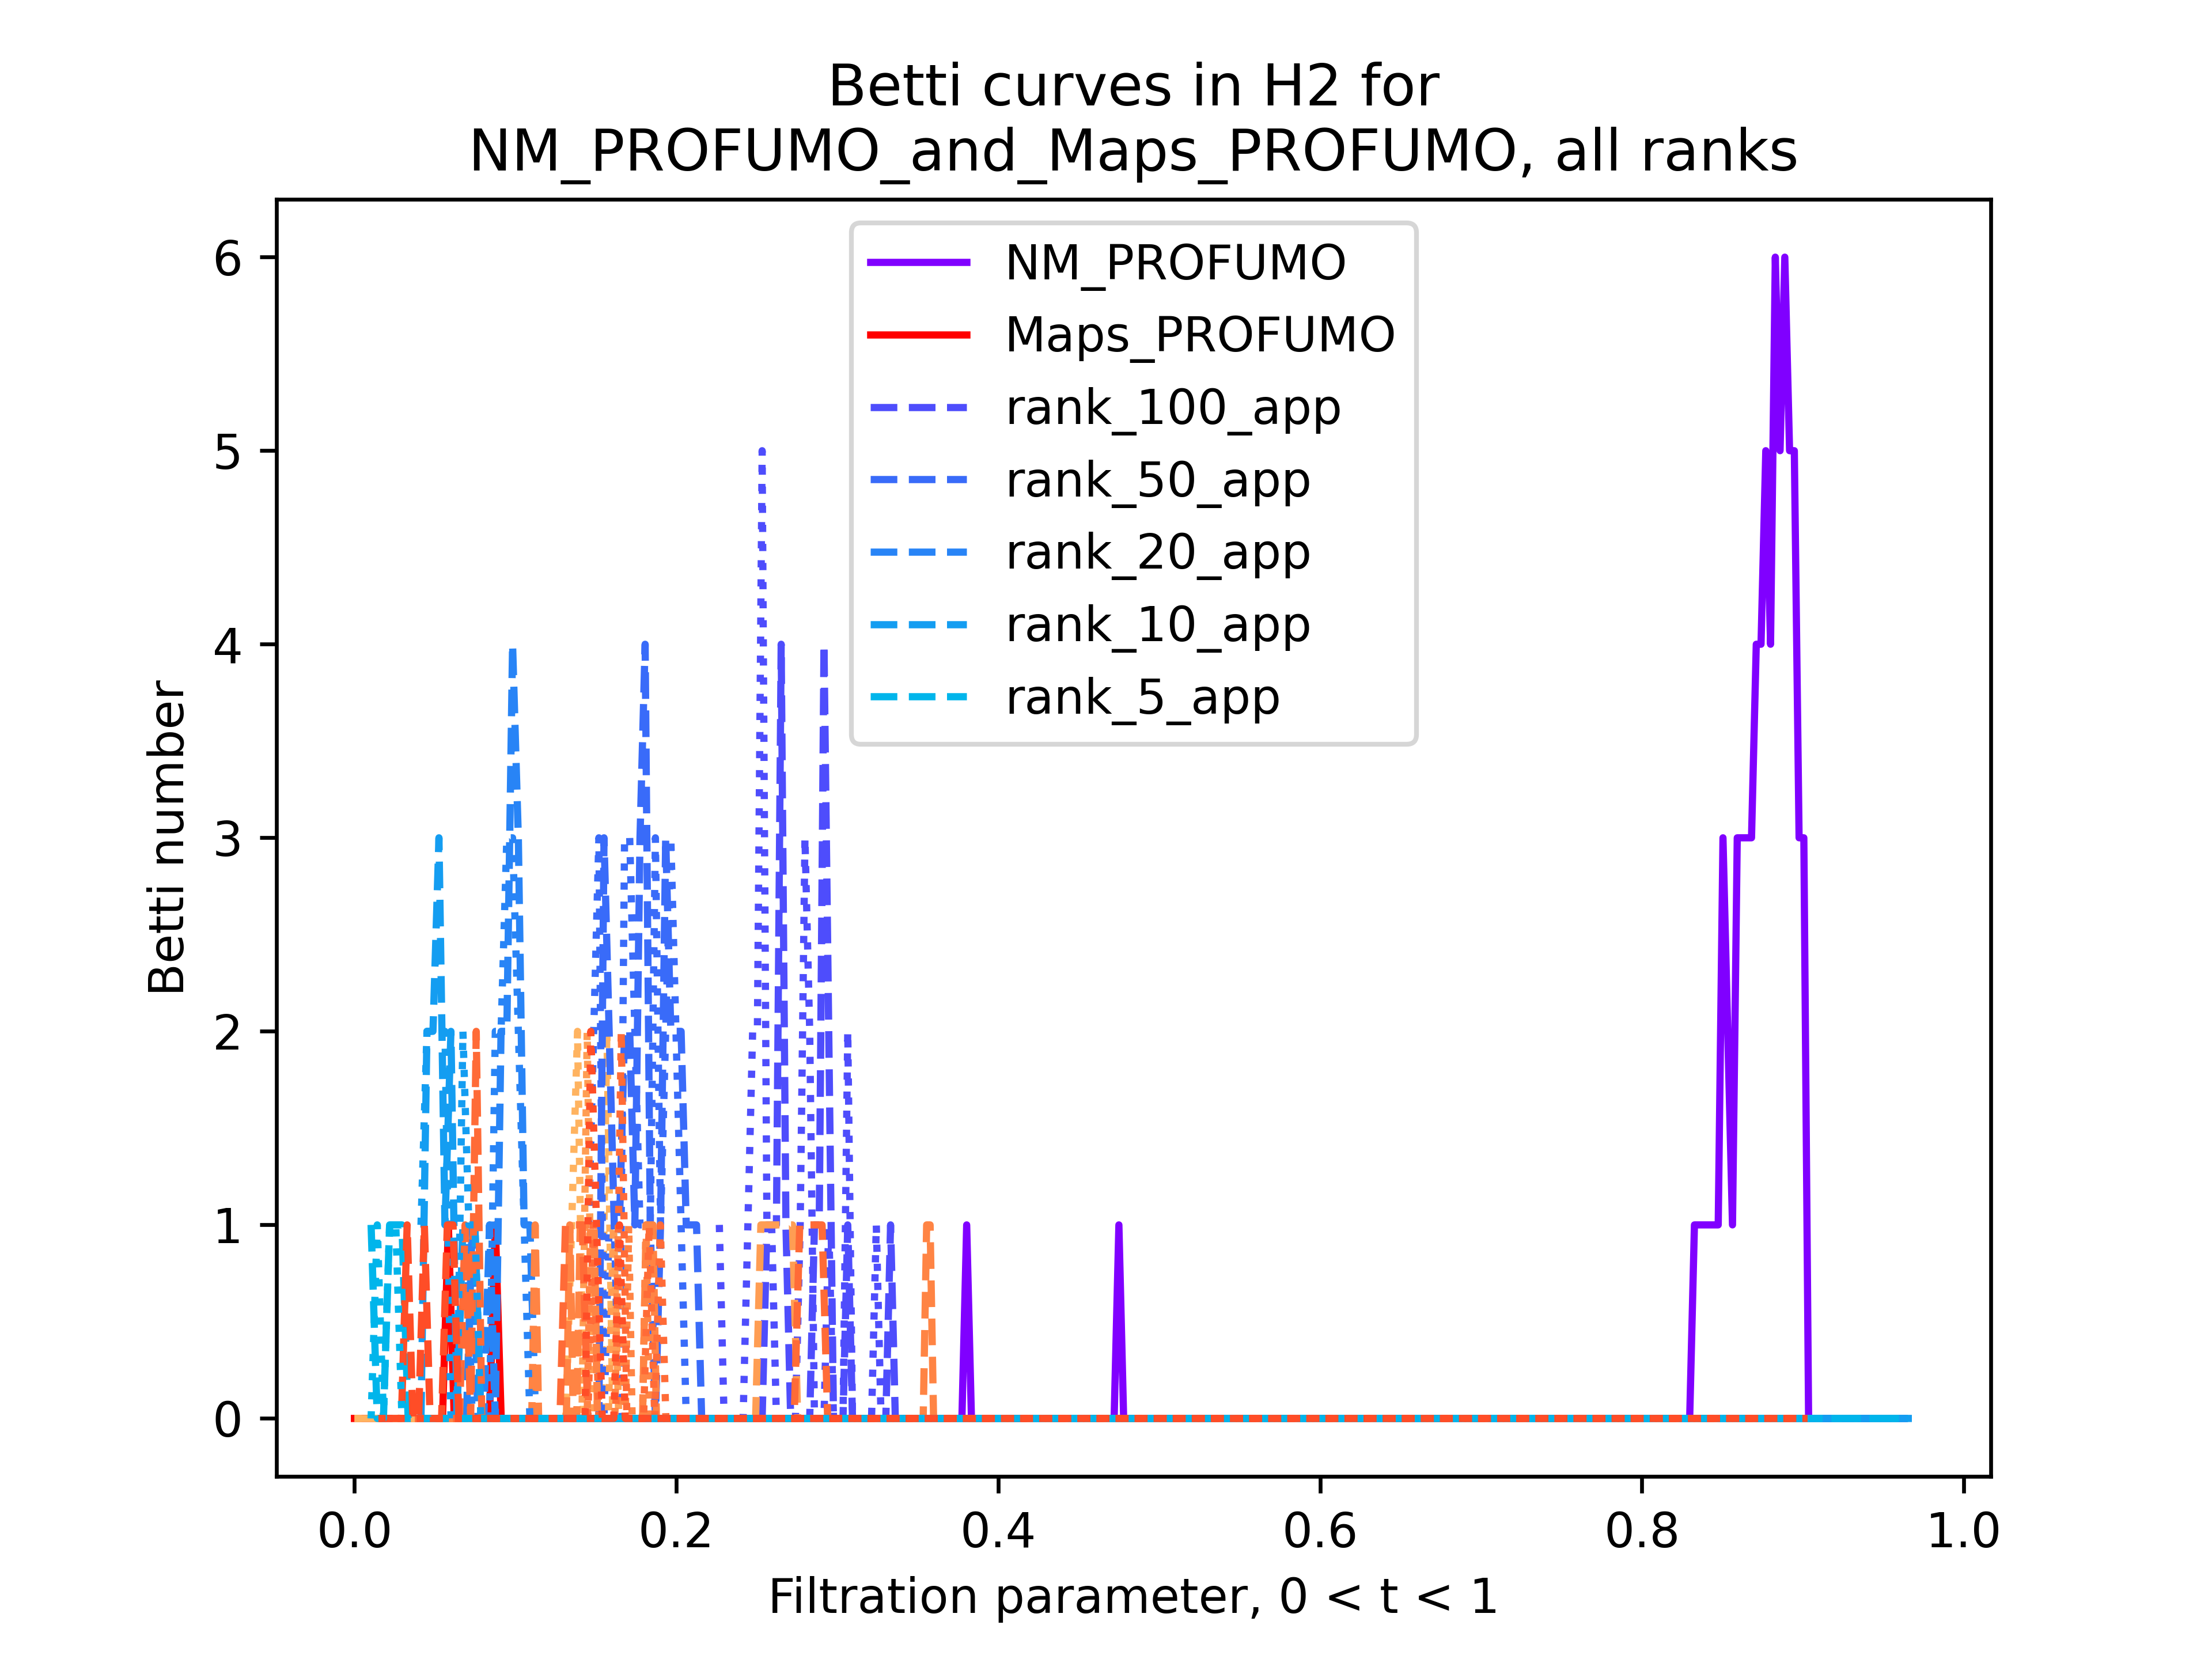 Betti curves in H2 for
NM_PROFUMO_and_Maps_PROFUMO, all ranks
NM_PROFUMO
Maps_PROFUMO
rank_100_app
rank_50_app
rank_20_app
rank_10_app
rank_5_app
Betti number
6
5
4
3
2
1
0
0.0 0.2 0.4 0.6 0.8 1.0
Filtration parameter, 0 < t < 1